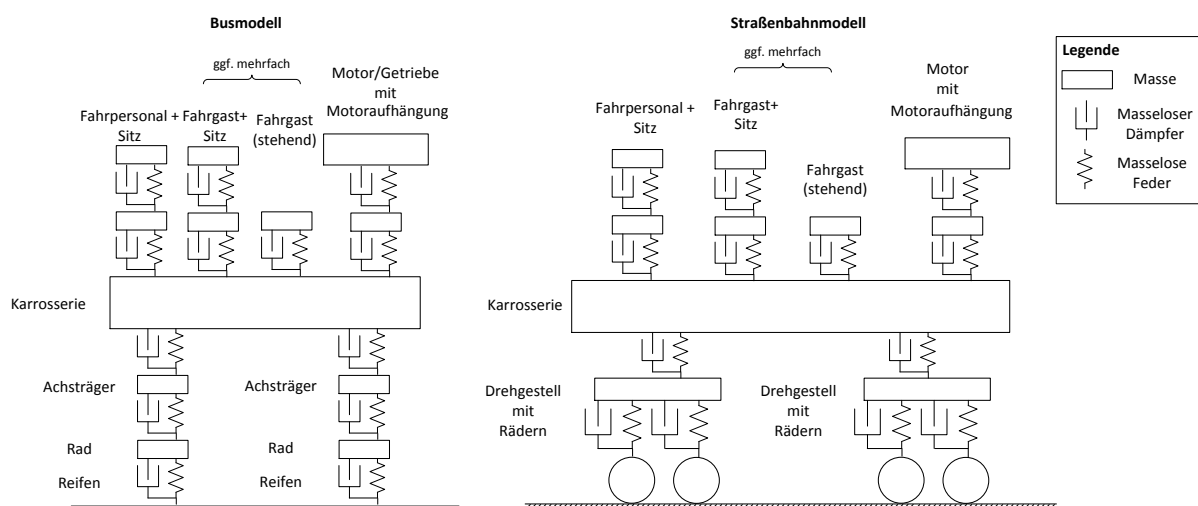 Busmodell
ggf. mehrfach
Fahrpersonal +
Sitz
Fahrgast+
Sitz
Fahrgast
(stehend)
Motor/Getriebe
mit
Motoraufhängung
Karrosserie
Achsträger
Achsträger
Rad
Rad
Reifen
Reifen
Straßenbahnmodell
ggf. mehrfach
Fahrpersonal +
Sitz
Fahrgast+
Sitz
Fahrgast
(stehend)
Motor
mit
Motoraufhängung
Karrosserie
Drehgestell
mit
Rädern
Drehgestell
mit
Rädern
Legende
Masse
Masseloser
Dämpfer
Masselose
Feder